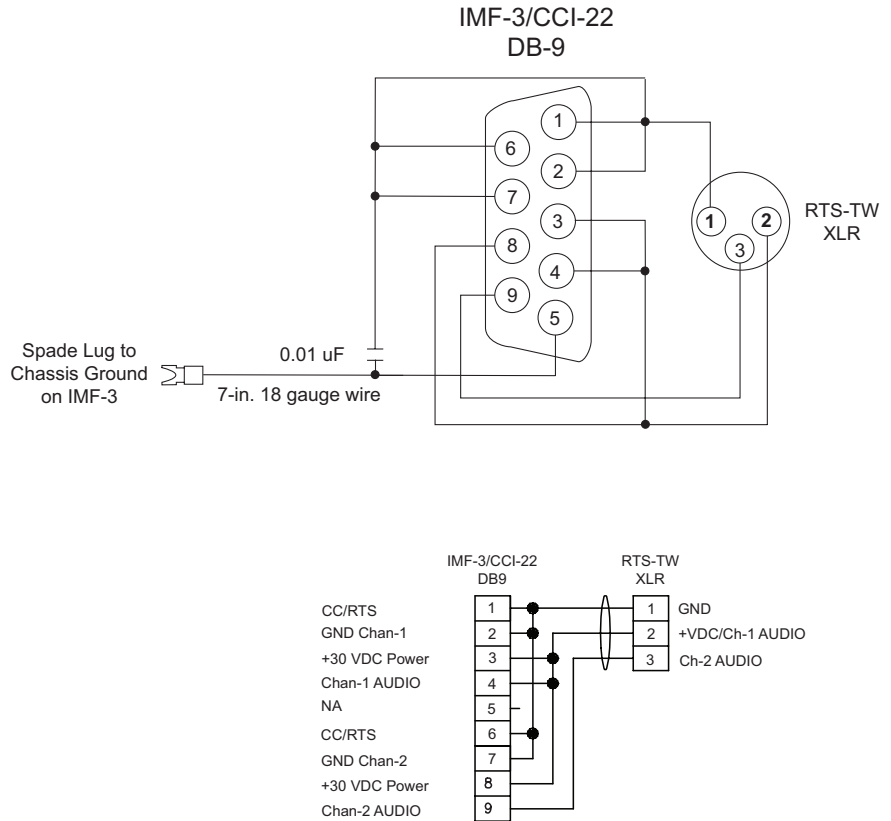 IMF-3/CCI-22
DB-9
1
6
2
7
3
8
4
9
5
1
2
3
RTS-TW
XLR
Spade Lug to
Chassis Ground
on IMF-3
0.01 uF
7-in. 18 gauge wire
IMF-3/CCI-22
DB9
RTS-TW
XLR
CC/RTS 1 1 GND
GND Chan-1 2 2 +VDC/Ch-1 AUDIO
+30 VDC Power 3 3 Ch-2 AUDIO
Chan-1 AUDIO 4
NA 5
CC/RTS 6
GND Chan-2 7
+30 VDC Power 8
Chan-2 AUDIO 9